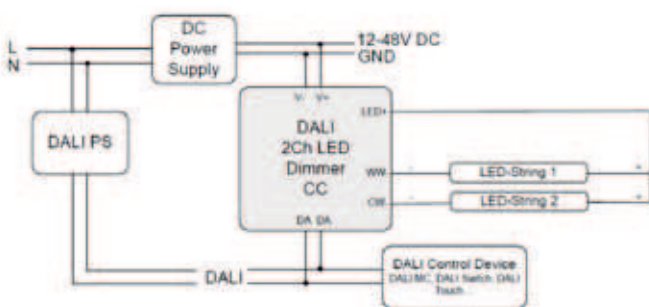 DC
Power
Supply
L
N
12-48V DC
GND
V- V+
LED+
DALI PS
DALI
2Ch LED
Dimmer
CC
WW
CW
- LED-String 1 +
- LED-String 2 +
DA DA
DALI
DALI Control Device
DALI MC, DALI Switch, DALI
Touch...